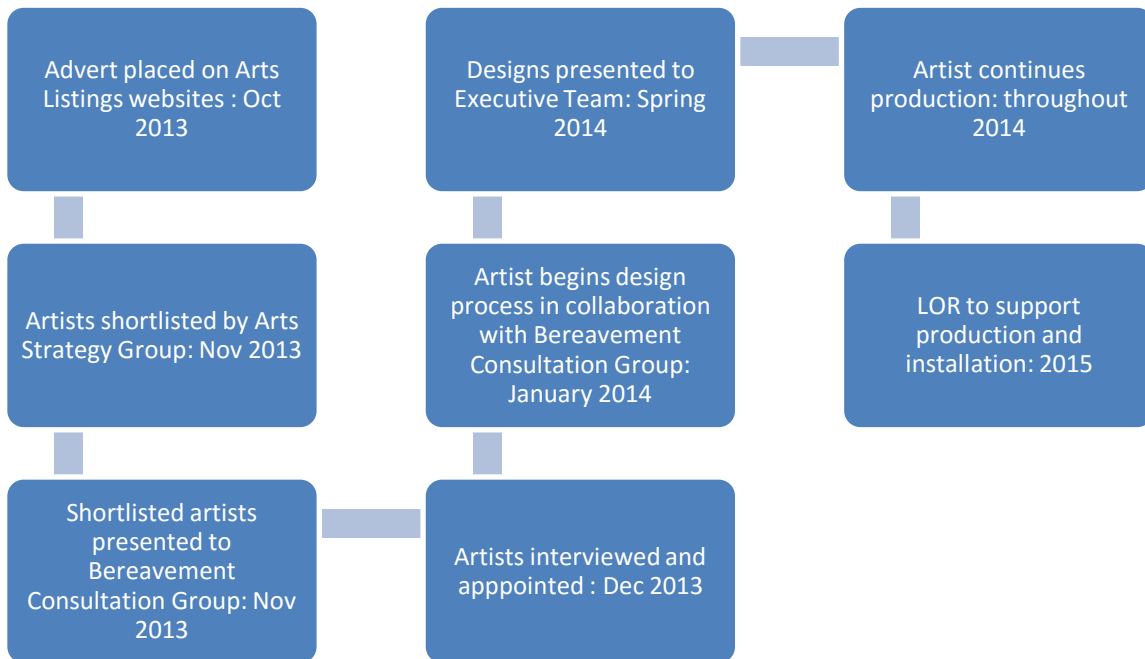 Advert placed on Arts
Listings websites : Oct
2013
Artists shortlisted by Arts
Strategy Group: Nov 2013
Shortlisted artists
presented to
Bereavement
Consultation Group: Nov
2013
Artists interviewed and
apppointed : Dec 2013
Artist begins design
process in collaboration
with Bereavement
Consultation Group:
January 2014
Designs presented to
Executive Team: Spring
2014
Artist continues
production: throughout
2014
LOR to support
production and
installation: 2015